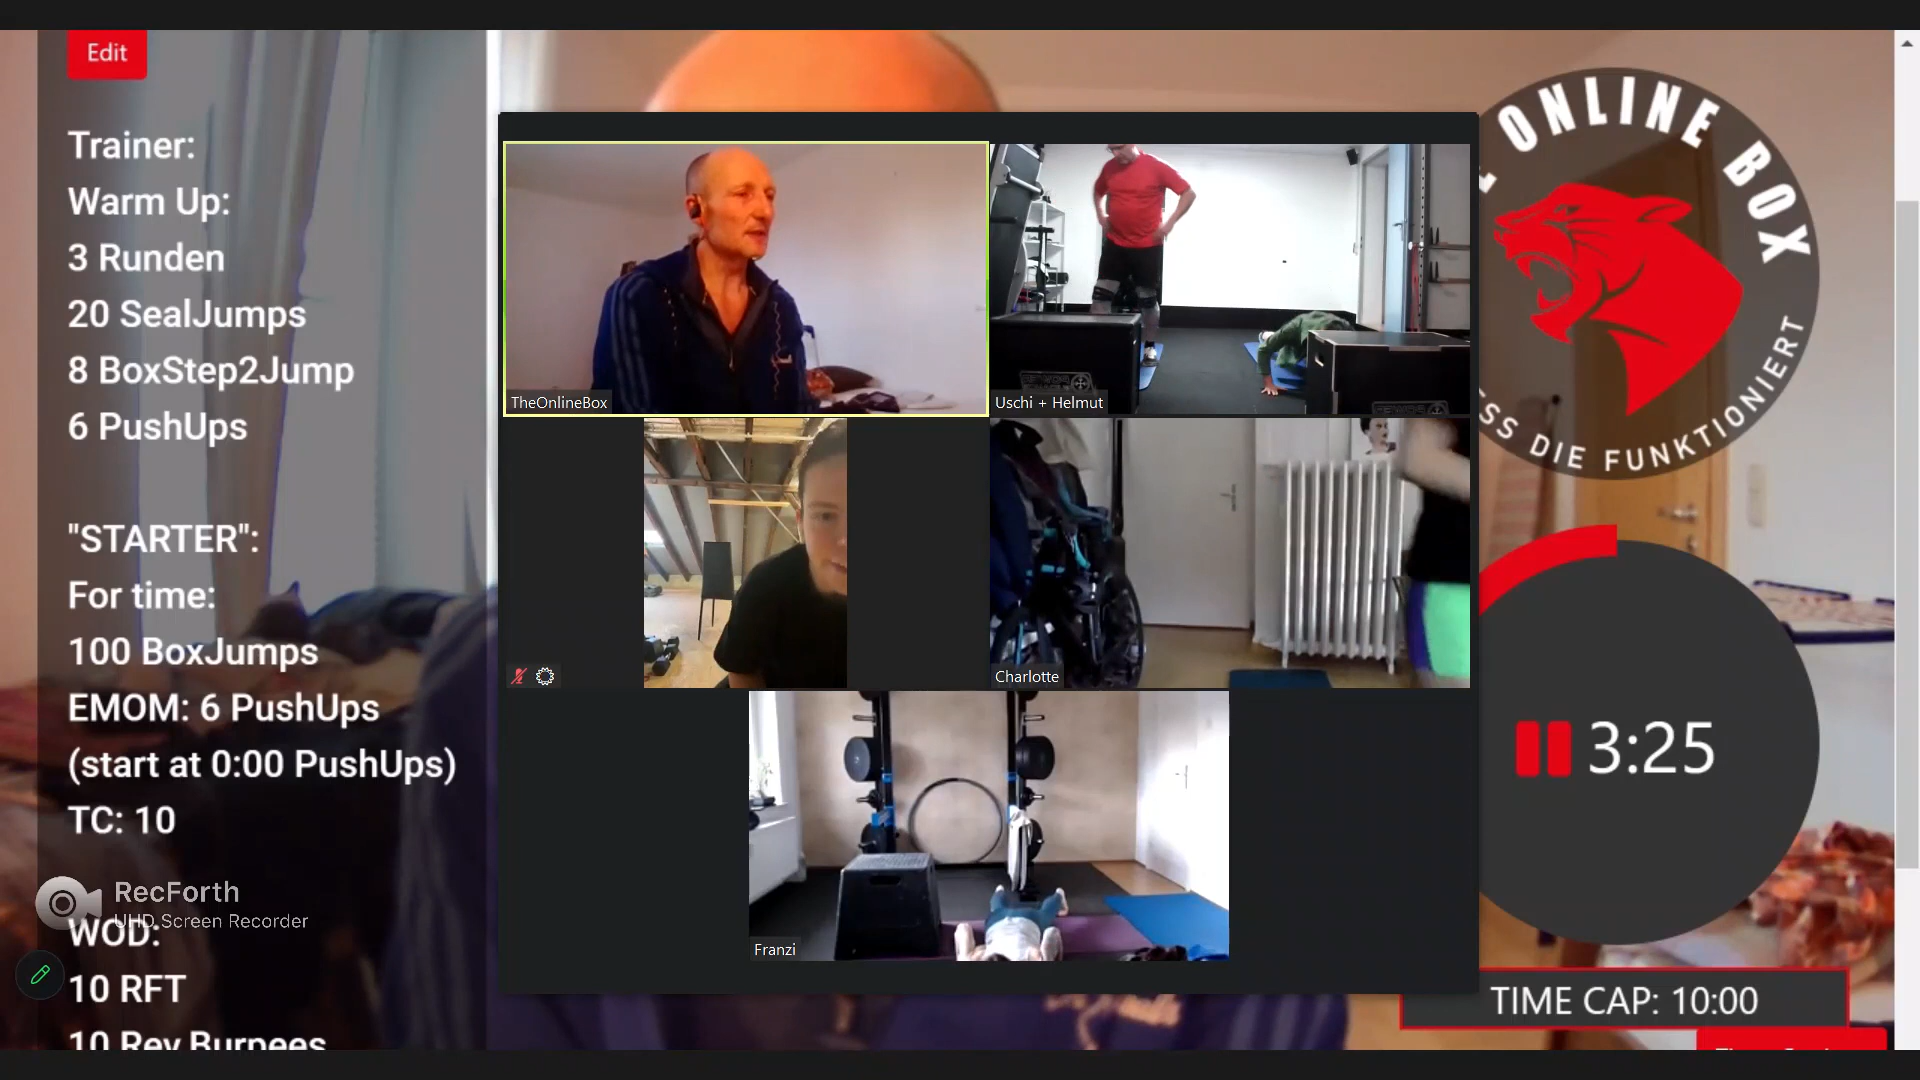 Edit
Trainer:
Warm Up:
3 Runden
20 SealJumps
8 BoxStep2Jump
6 PushUps
"STARTER":
For time:
100 BoxJumps
EMOM: 6 PushUps
(start at 0:00 PushUps)
TC: 10
RecForth
UHD Screen Recorder
WOD:
10 RFT
10 Rev Burpees
TheOnlineBox
Uschi + Helmut
Charlotte
Franzi
ONLINE BOX
SS DIE FUNKTIONIERT
3:25
TIME CAP: 10:00